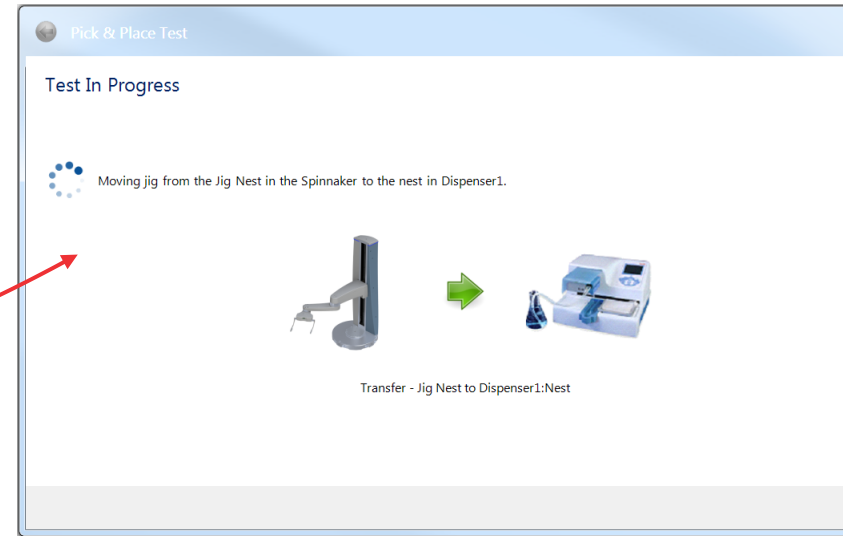 Pick & Place Test
Test In Progress
Moving jig from the Jig Nest in the Spinnaker to the nest in Dispenser1.
Transfer - Jig Nest to Dispenser1:Nest